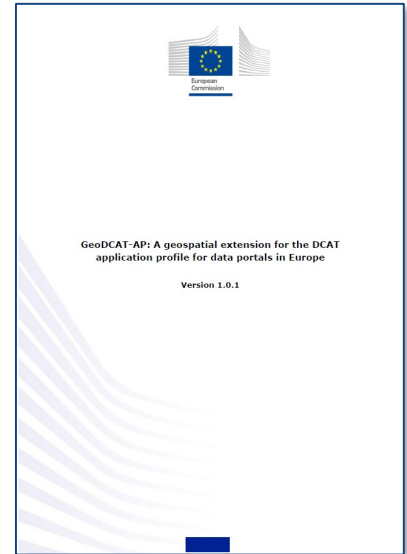 European
Commission
GeoDCAT-AP: A geospatial extension for the DCAT
application profile for data portals in Europe
Version 1.0.1